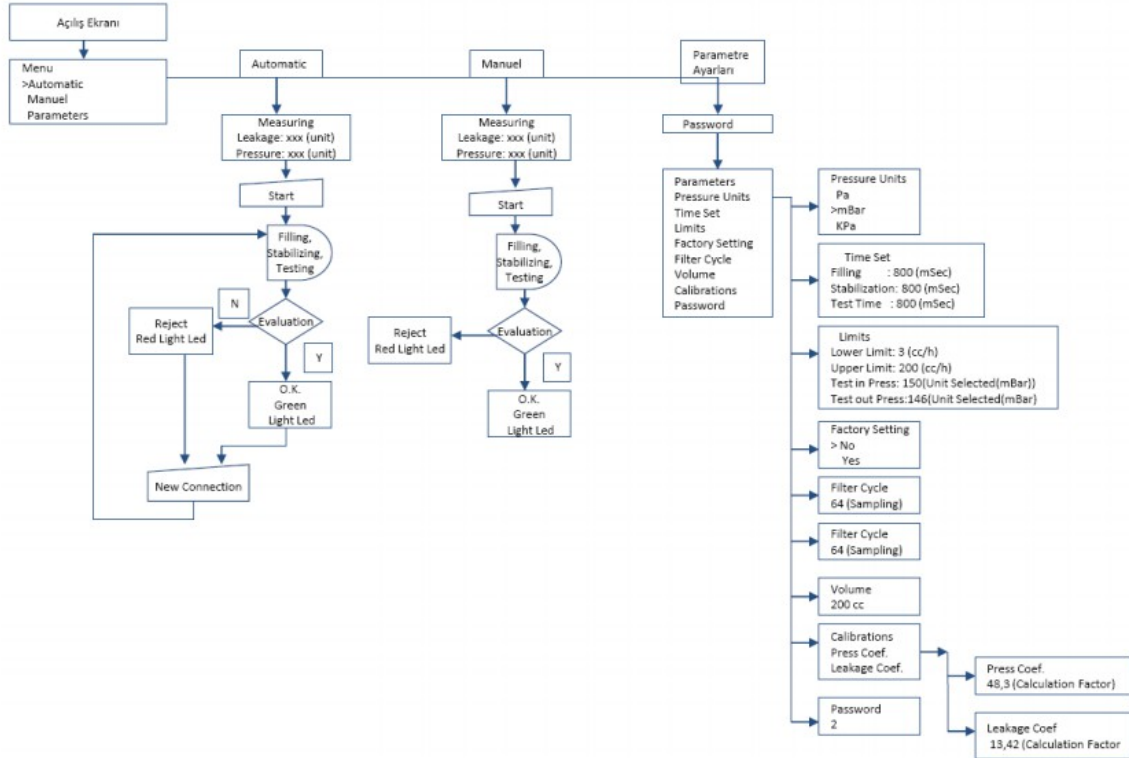 Açılış Ekranı
Menu
>Automatic
Manuel
Parameters
Automatic
Measuring
Leakage: xxx (unit)
Pressure: xxx (unit)
Start
Filling,
Stabilizing,
Testing
N
Evaluation
Reject
Red Light Led
Y
O.K.
Green
Light Led
New Connection
Manuel
Measuring
Leakage: xxx (unit)
Pressure: xxx (unit)
Start
Filling,
Stabilizing,
Testing
Evaluation
Reject
Red Light Led
Y
O.K.
Green
Light Led
Parametre
Ayarları
Password
Parameters
Pressure Units
Time Set
Limits
Factory Setting
Filter Cycle
Volume
Calibrations
Password
Pressure Units
Pa
>mBar
KPa
Time Set
Filling : 800 (mSec)
Stabilization: 800 (mSec)
Test Time : 800 (mSec)
Limits
Lower Limit: 3 (cc/h)
Upper Limit: 200 (cc/h)
Test in Press: 150(Unit Selected(mBar))
Test out Press:146(Unit Selected(mBar)
Factory Setting
> No
Yes
Filter Cycle
64 (Sampling)
Filter Cycle
64 (Sampling)
Volume
200 cc
Calibrations
Press Coef.
Leakage Coef.
Press Coef.
48,3 (Calculation Factor)
Leakage Coef
13,42 (Calculation Factor
Password
2